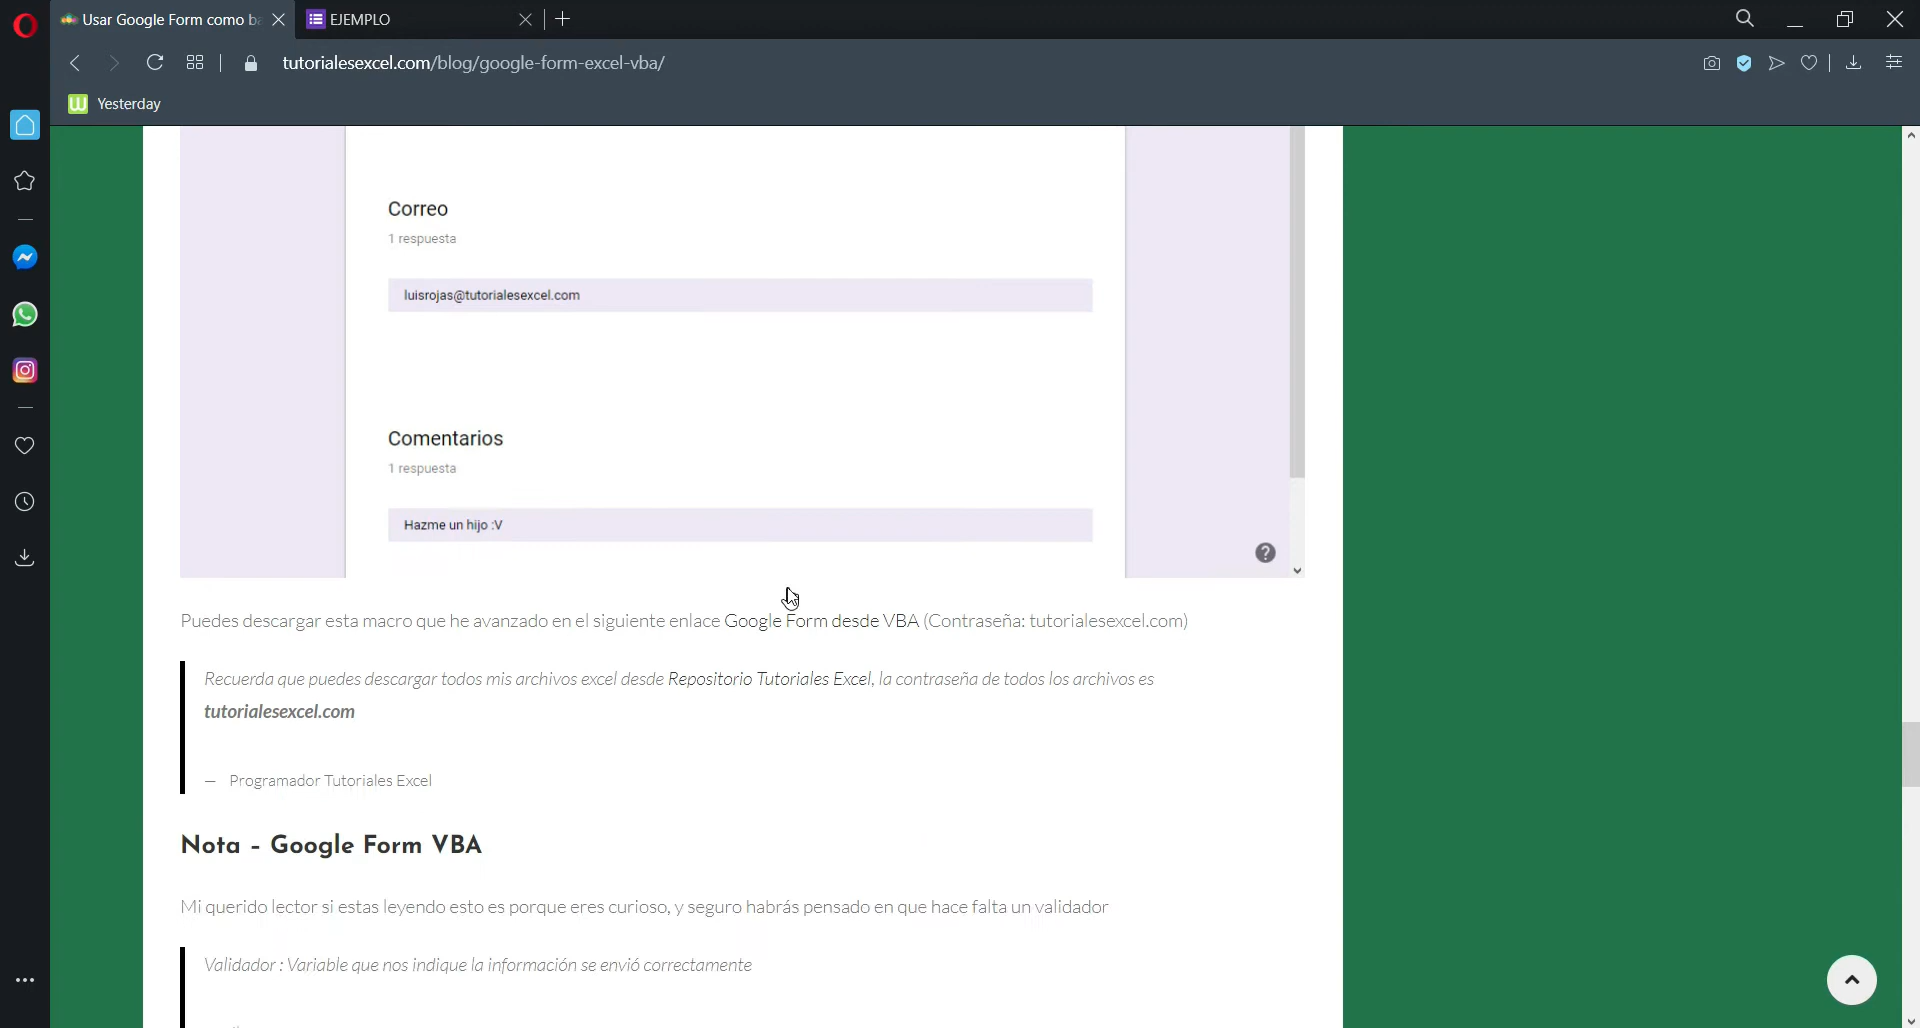 Usar Google Form como ba
EJEMPLO
tutorialesexcel.com/blog/google-form-excel-vba/
Yesterday
Correo
1 respuesta
luisrojas@tutorialesexcel.com
Comentarios
1 respuesta
Hazme un hijo :V
Puedes descargar esta macro que he avanzado en el siguiente enlace Google Form desde VBA (Contraseña: tutorialesexcel.com)
Recuerda que puedes descargar todos mis archivos excel desde Repositorio Tutoriales Excel, la contraseña de todos los archivos es
tutorialesexcel.com
— Programador Tutoriales Excel
Nota - Google Form VBA
Mi querido lector si estas leyendo esto es porque eres curioso, y seguro habrás pensado en que hace falta un validador
Validador : Variable que nos indique la información se envió correctamente